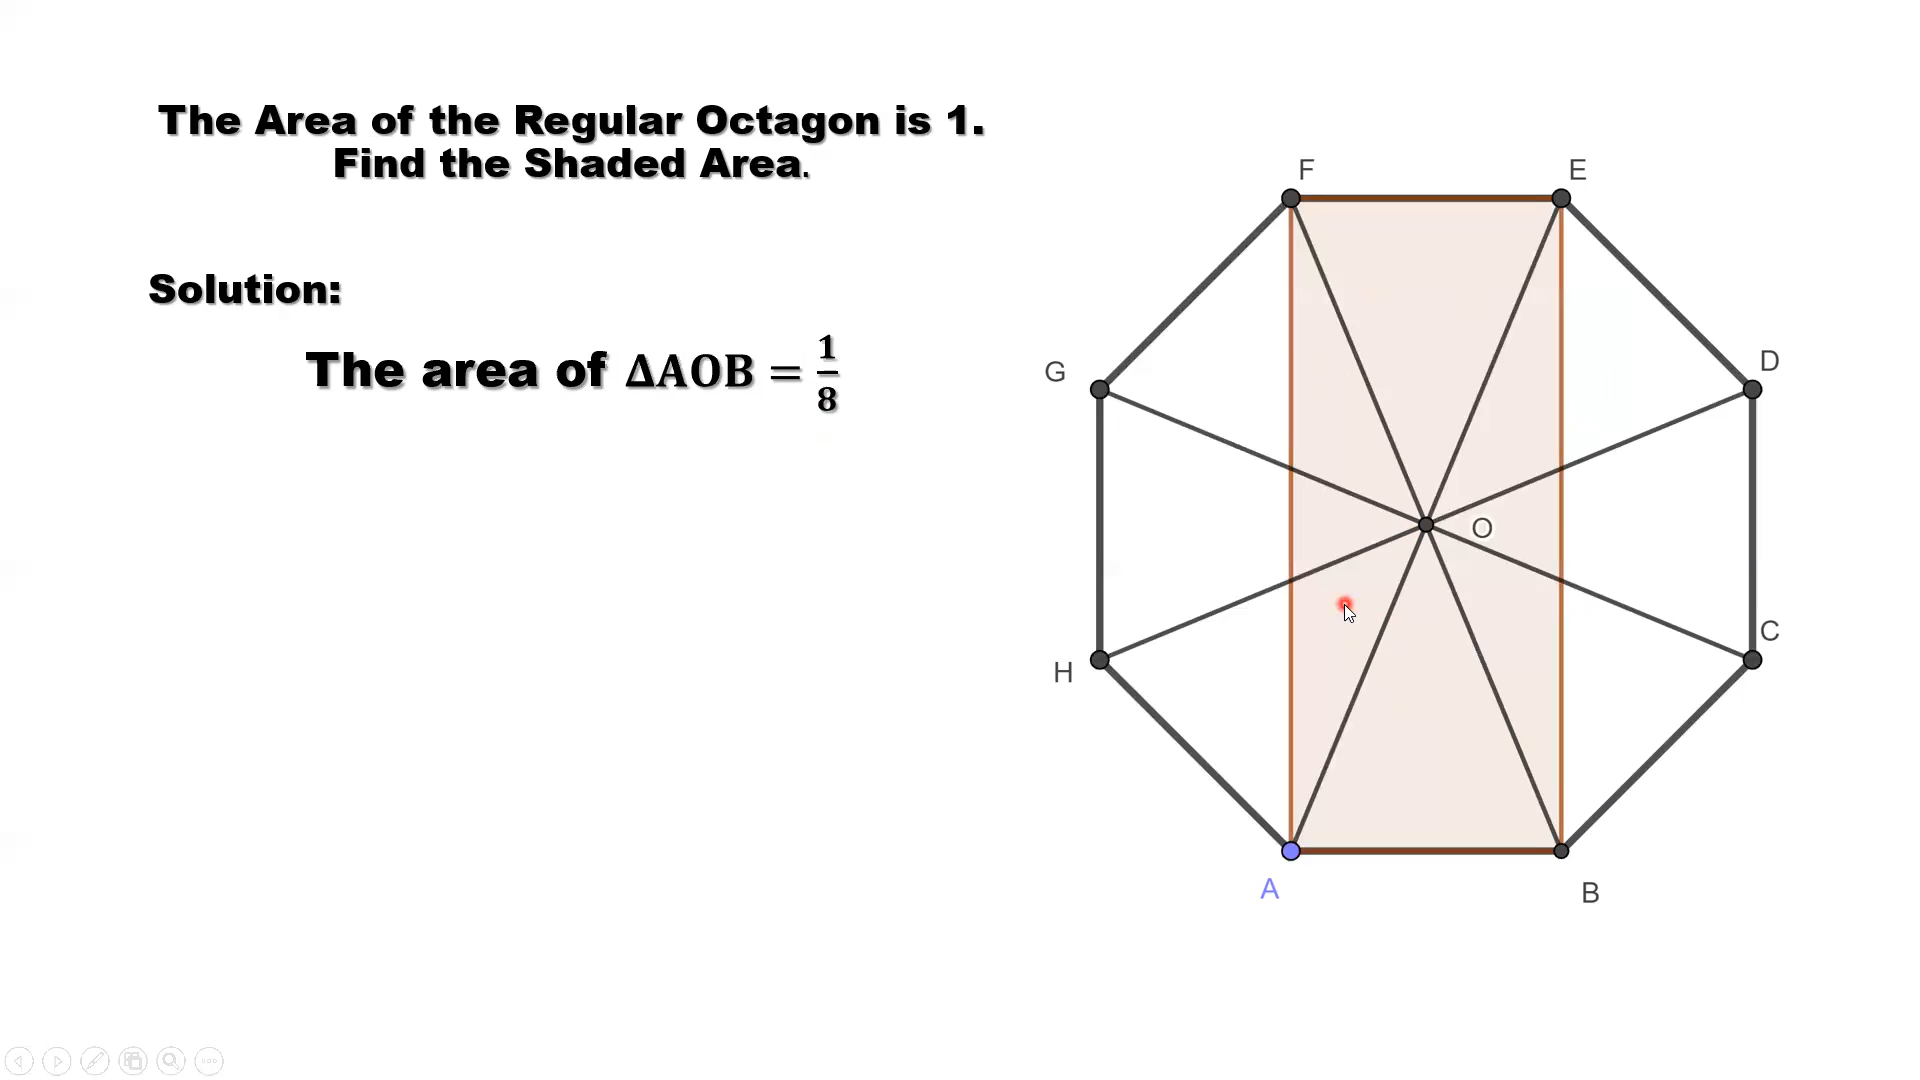 The Area of the Regular Octagon is 1.
Find the Shaded Area.
Solution:
The area of ΔAOB = 1/8
F
E
G
D
O
C
H
A
B